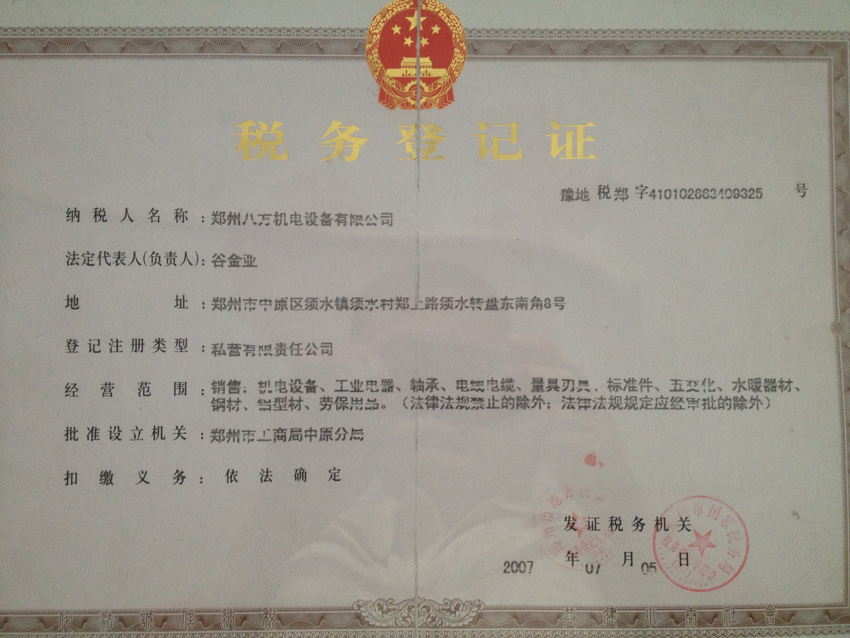 税务登记证
豫地 税 郑 字410102663409325 号
纳税人名称：郑州八方机电设备有限公司
法定代表人(负责人)：谷金亚
地 址：郑州市中原区须水镇须水村郑上路须水转盘东南角8号
登记注册类型：私营有限责任公司
经营范围：销售：机电设备、工业电器、轴承、电线电缆、量具刃具、标准件、五交化、水暖器材、
钢材、铝型材、劳保用品。（法律法规禁止的除外；法律法规规定应经审批的除外）
批准设立机关：郑州市工商局中原分局
扣缴义务：依法确定
发证税务机关
2007 年 07 月 05 日